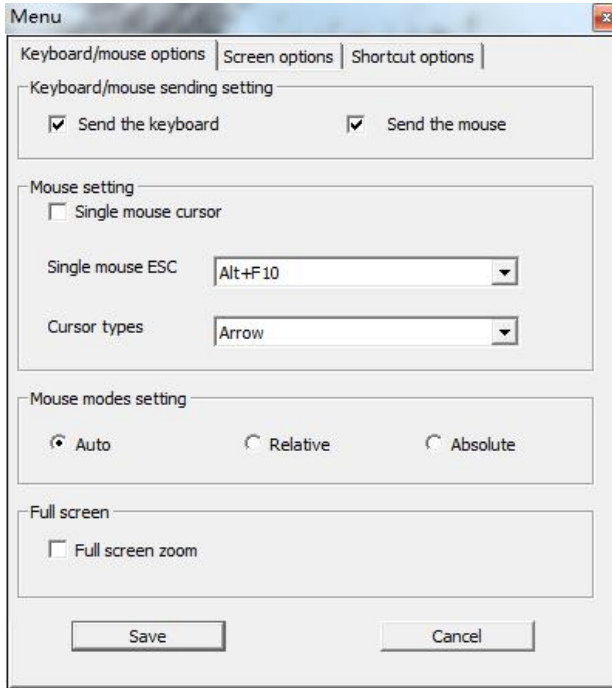 Menu
Keyboard/mouse options Screen options Shortcut options
Keyboard/mouse sending setting
Send the keyboard Send the mouse
Mouse setting
Single mouse cursor
Single mouse ESC Alt+F10
Cursor types Arrow
Mouse modes setting
Auto Relative Absolute
Full screen
Full screen zoom
Save Cancel